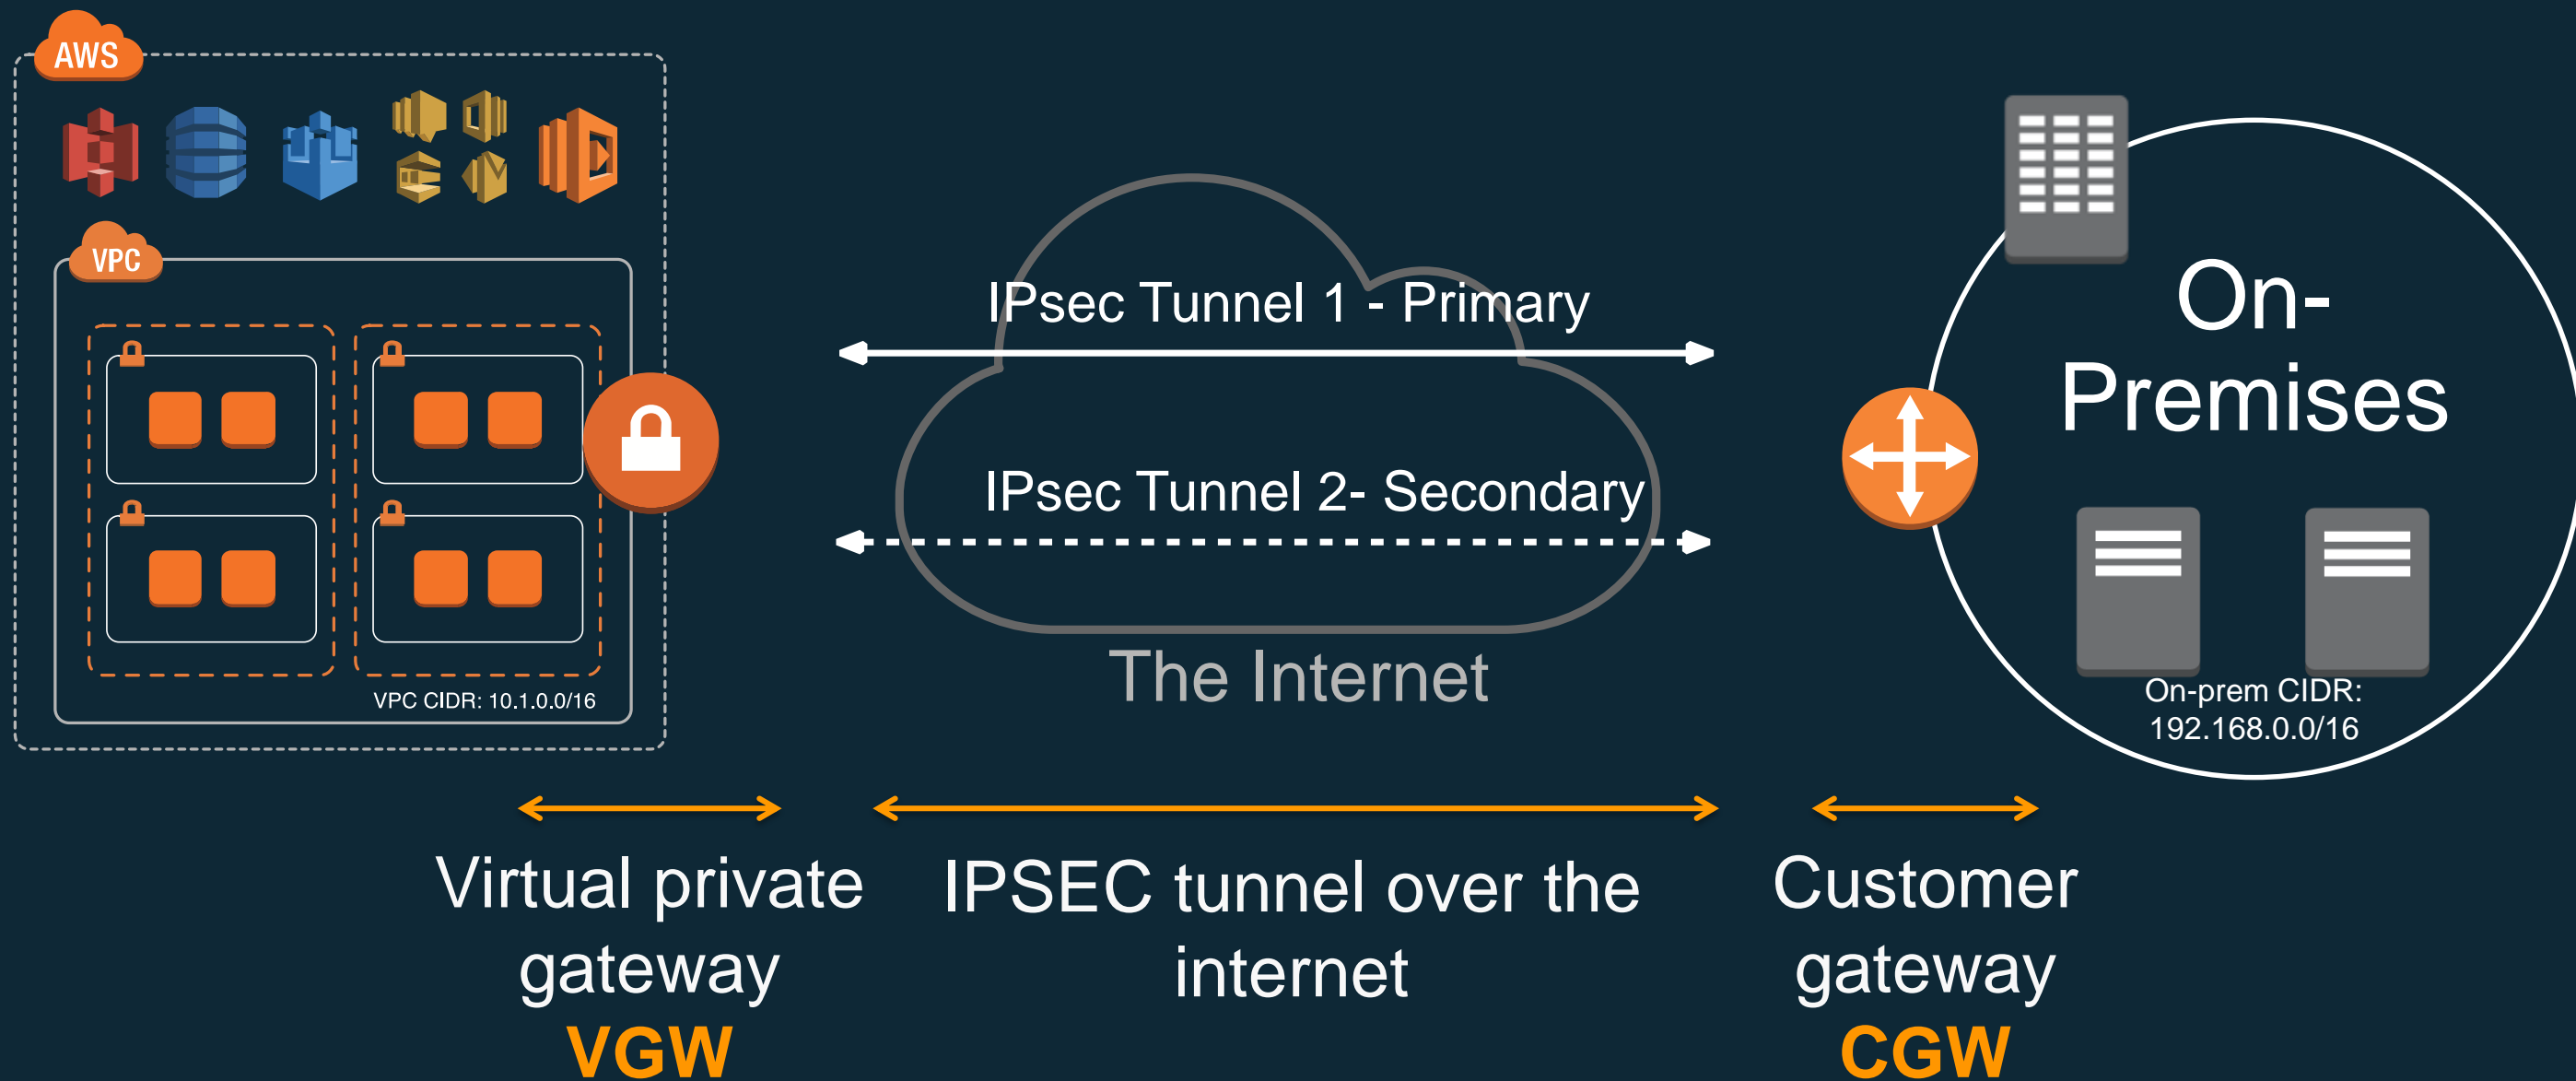 AWS
VPC
VPC CIDR: 10.1.0.0/16
IPsec Tunnel 1 - Primary
IPsec Tunnel 2- Secondary
The Internet
On-
Premises
On-prem CIDR:
192.168.0.0/16
Virtual private
gateway
VGW
IPSEC tunnel over the
internet
Customer
gateway
CGW